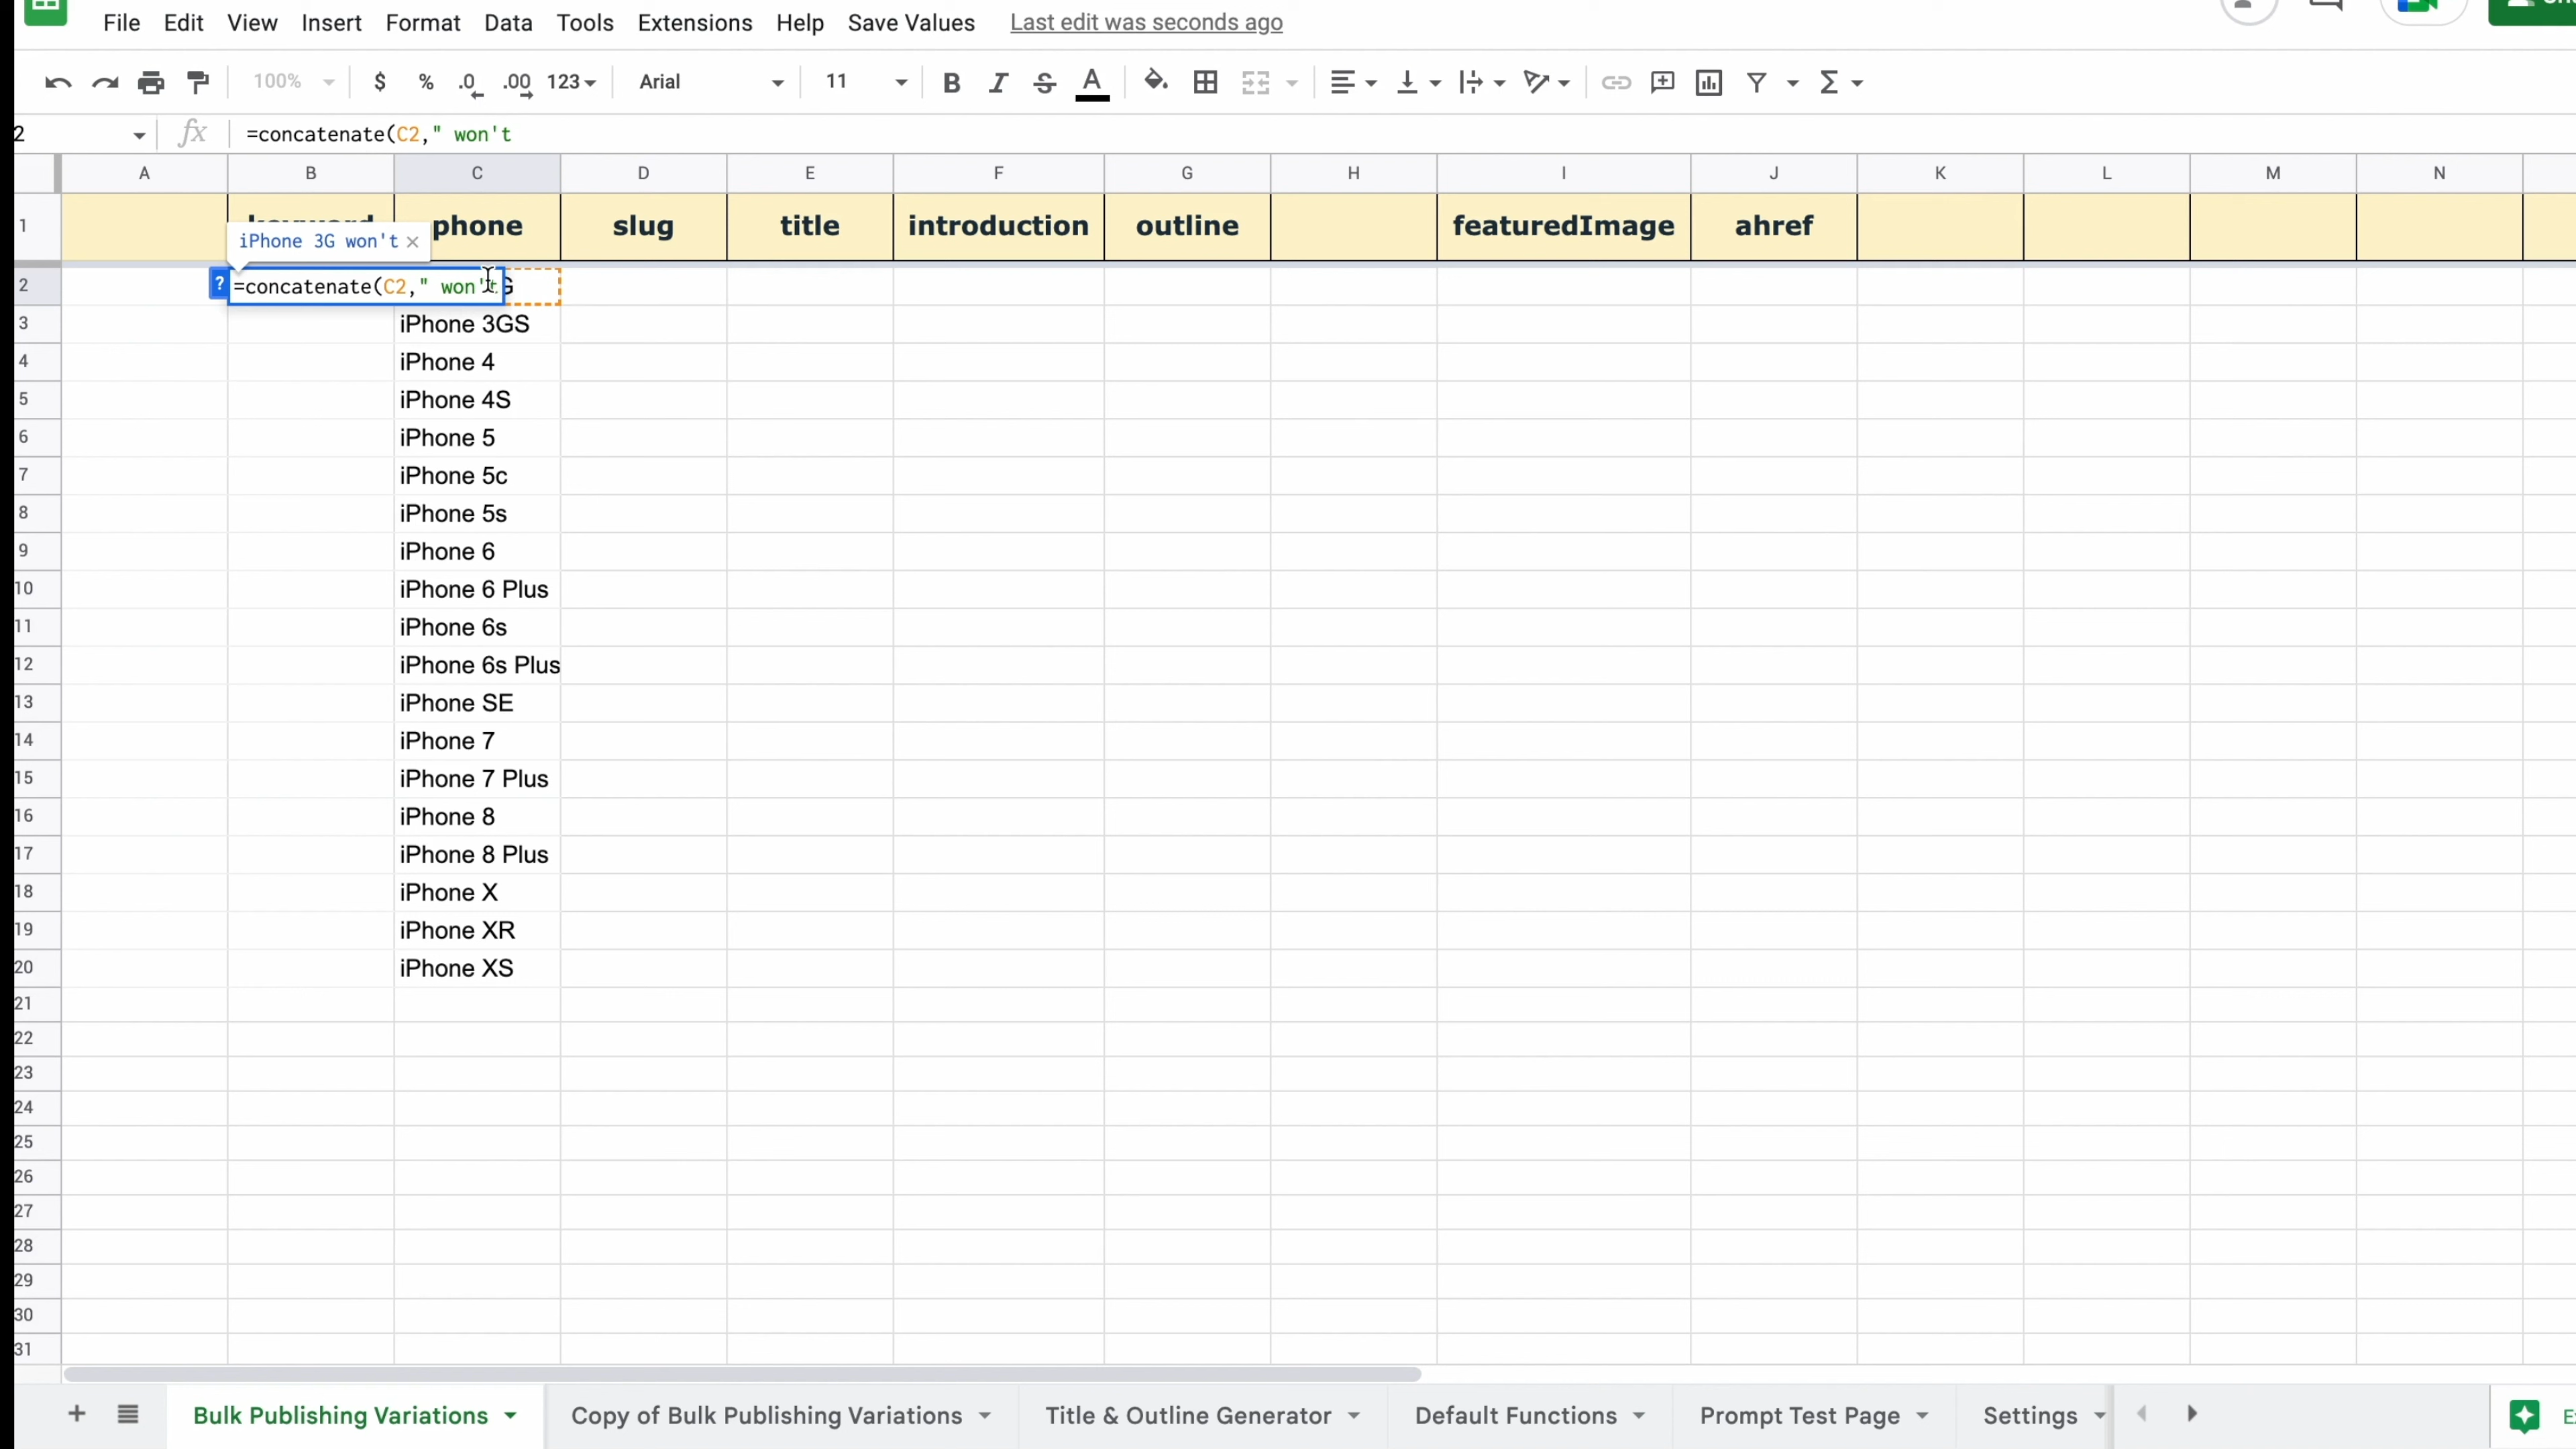 File Edit View Insert Format Data Tools Extensions Help Save Values Last edit was seconds ago
100% $ % .0 .00 123 Arial 11 B I S A
2 fx =concatenate(C2," won't
A B C D E F G H I J K L M N
1 keyword phone slug title introduction outline featuredImage ahref
iPhone 3G won't ×
2 ? =concatenate(C2," won't G
3 iPhone 3GS
4 iPhone 4
5 iPhone 4S
6 iPhone 5
7 iPhone 5c
8 iPhone 5s
9 iPhone 6
10 iPhone 6 Plus
11 iPhone 6s
12 iPhone 6s Plus
13 iPhone SE
14 iPhone 7
15 iPhone 7 Plus
16 iPhone 8
17 iPhone 8 Plus
18 iPhone X
19 iPhone XR
20 iPhone XS
21
22
23
24
25
26
27
28
29
30
31
Bulk Publishing Variations Copy of Bulk Publishing Variations Title & Outline Generator Default Functions Prompt Test Page Settings